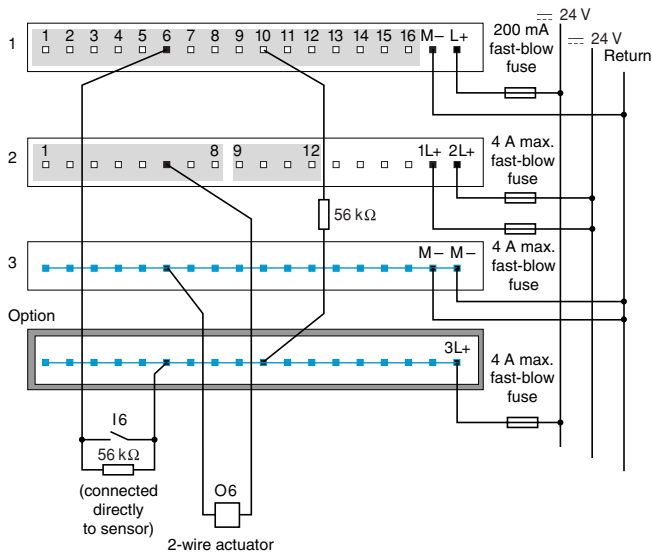 ⎓ 24 V
⎓ 24 V
Return
1
1 2 3 4 5 6 7 8 9 10 11 12 13 14 15 16 M– L+
200 mA
fast-blow
fuse
2
1 8 9 12 1L+ 2L+
4 A max.
fast-blow
fuse
56 kΩ
3
M– M–
4 A max.
fast-blow
fuse
Option
3L+
4 A max.
fast-blow
fuse
I6
56 kΩ
(connected
directly
to sensor)
O6
2-wire actuator